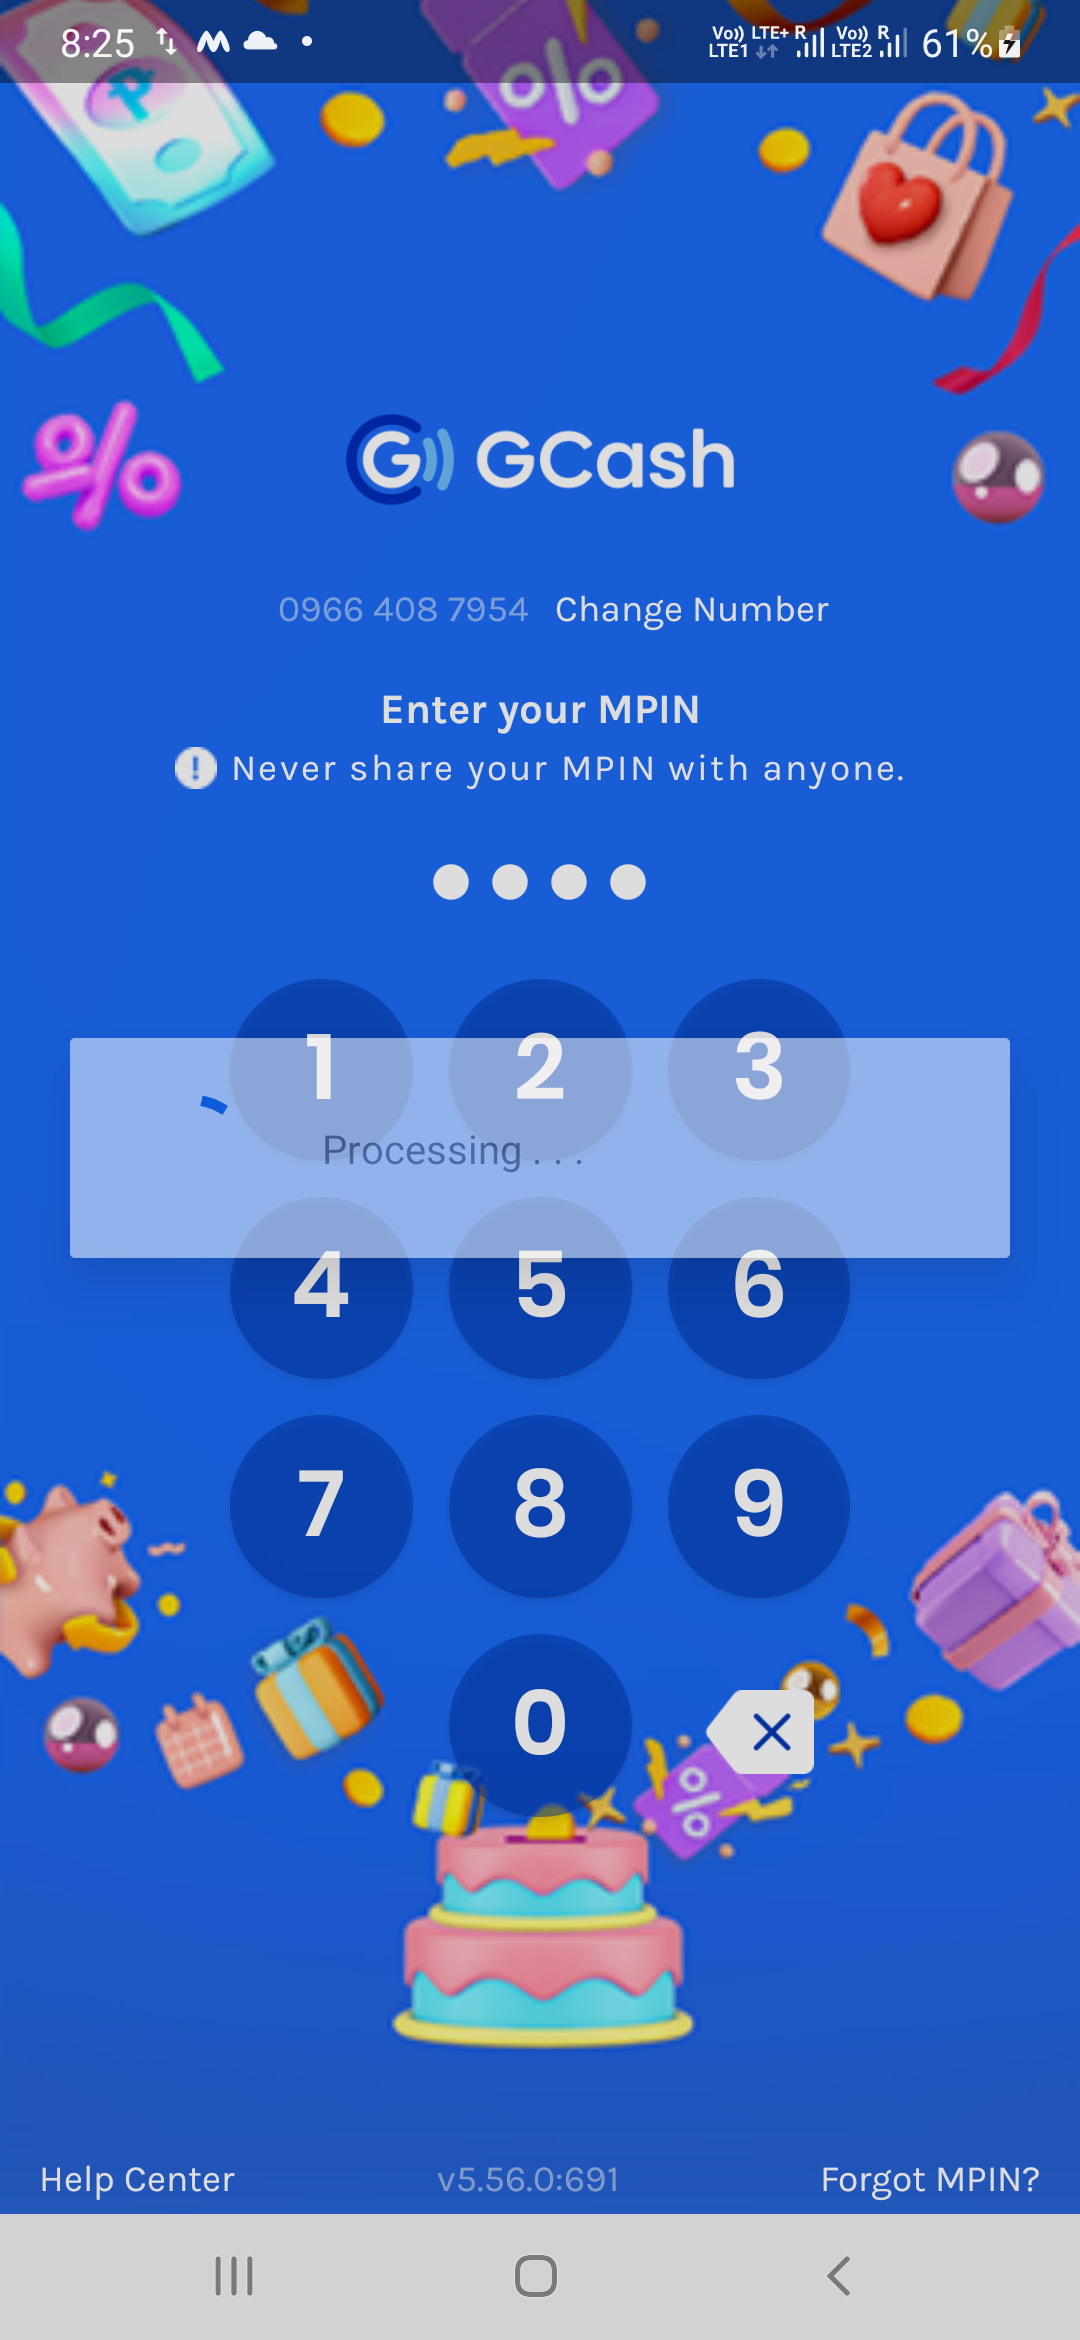 8:25 Vo)) LTE1 LTE+ R Vo)) LTE2 R 61%
₱
%
%
G GCash
0966 408 7954 Change Number
Enter your MPIN
! Never share your MPIN with anyone.
1 2 3
Processing . . .
4 5 6
7 8 9
0
%
Help Center v5.56.0:691 Forgot MPIN?